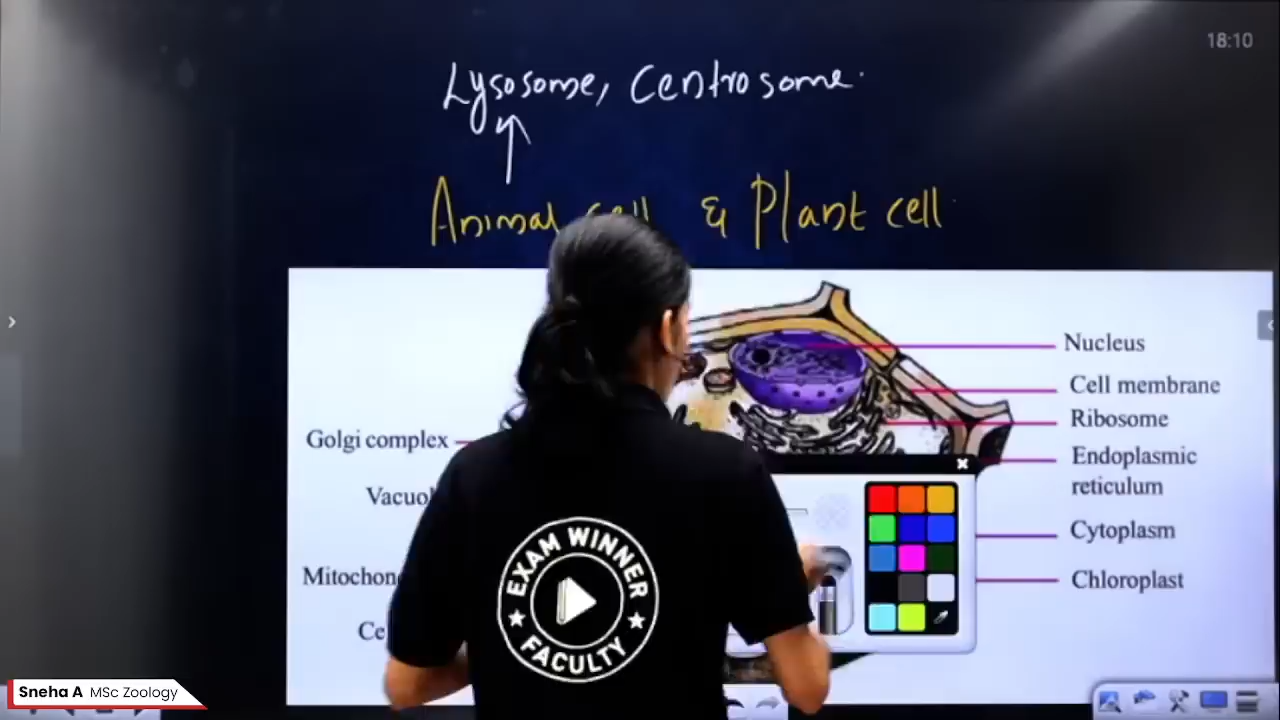 18:10
Lysosome, Centrosome.
Animal cell & Plant cell
Nucleus
Cell membrane
Ribosome
Endoplasmic
reticulum
Cytoplasm
Chloroplast
Golgi complex
EXAM WINNER
FACULTY
Sneha A MSc Zoology